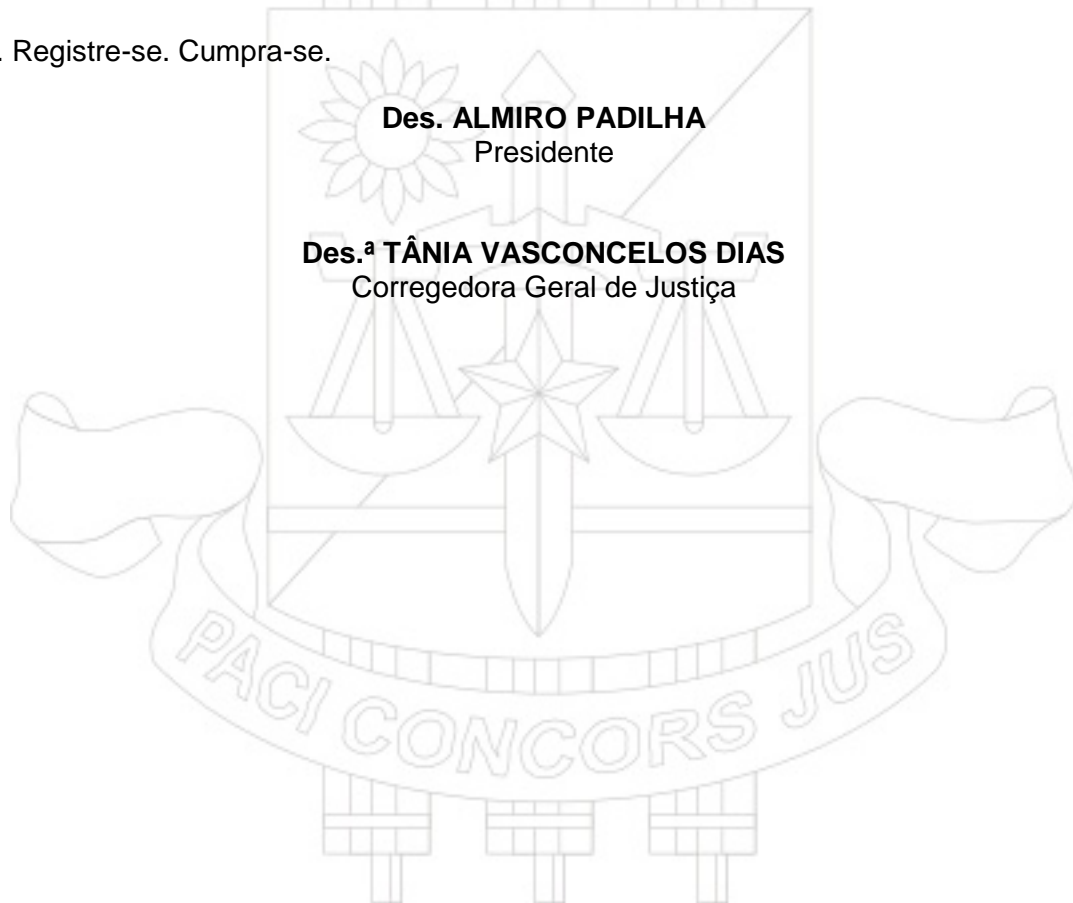 . Registre-se. Cumpra-se.
Des. ALMIRO PADILHA
Presidente
Des.ª TÂNIA VASCONCELOS DIAS
Corregedora Geral de Justiça
PACI CONCORS JUS